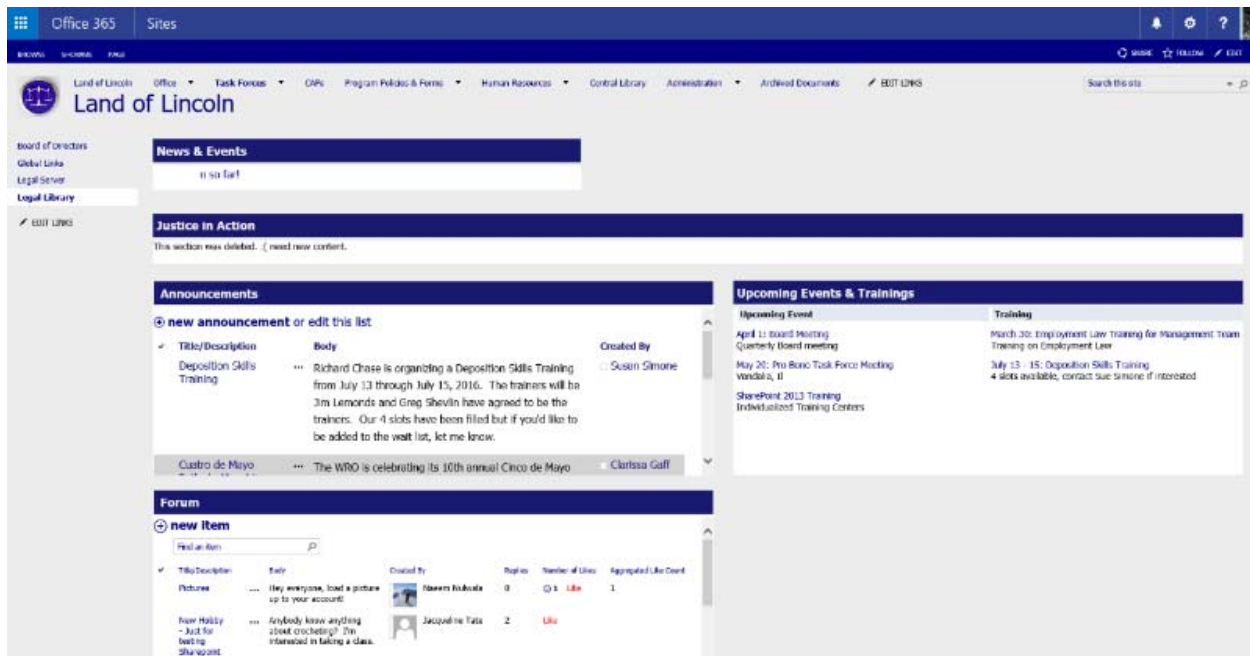 Office 365 Sites
BROWSE PAGE
SHARE FOLLOW EDIT
Land of Lincoln Office Task Forces CAPs Program Policies & Forms Human Resources Central Library Administration Archived Documents EDIT LINKS
Search this site
Land of Lincoln
Board of Directors
Global Links
Legal Server
Legal Library
EDIT LINKS
News & Events
n so far!
Justice in Action
This section was deleted. :( need new content.
Announcements
new announcement or edit this list
Title/Description Body Created By
Deposition Skills Training
... Richard Chase is organizing a Deposition Skills Training
from July 13 through July 15, 2016. The trainers will be
Jim Lemonds and Greg Shevlin have agreed to be the
trainers. Our 4 slots have been filled but if you'd like to
be added to the wait list, let me know.
Susan Simone
Cuatro de Mayo
... The WRO is celebrating its 10th annual Cinco de Mayo
Clarissa Gaff
Upcoming Events & Trainings
Upcoming Event Training
April 1: Board Meeting
Quarterly Board meeting
May 20: Pro Bono Task Force Meeting
Vandalia, Il
SharePoint 2013 Training
Individualized Training Centers
March 30: Employment Law Training for Management Team
Training on Employment Law
July 13 - 15: Deposition Skills Training
4 slots available, contact Sue Simone if interested
Forum
new item
Find an item
Title/Description Body Created By Replies Number of Likes Aggregated Like Count
Pictures ... Hey everyone, load a picture
up to your account!
Naeem 0 1 Like 1
New Hobby
- Just for
testing
Sharepoint
... Anybody know anything
about crocheting? I'm
interested in taking a class.
Jacqueline Tate 2 Like